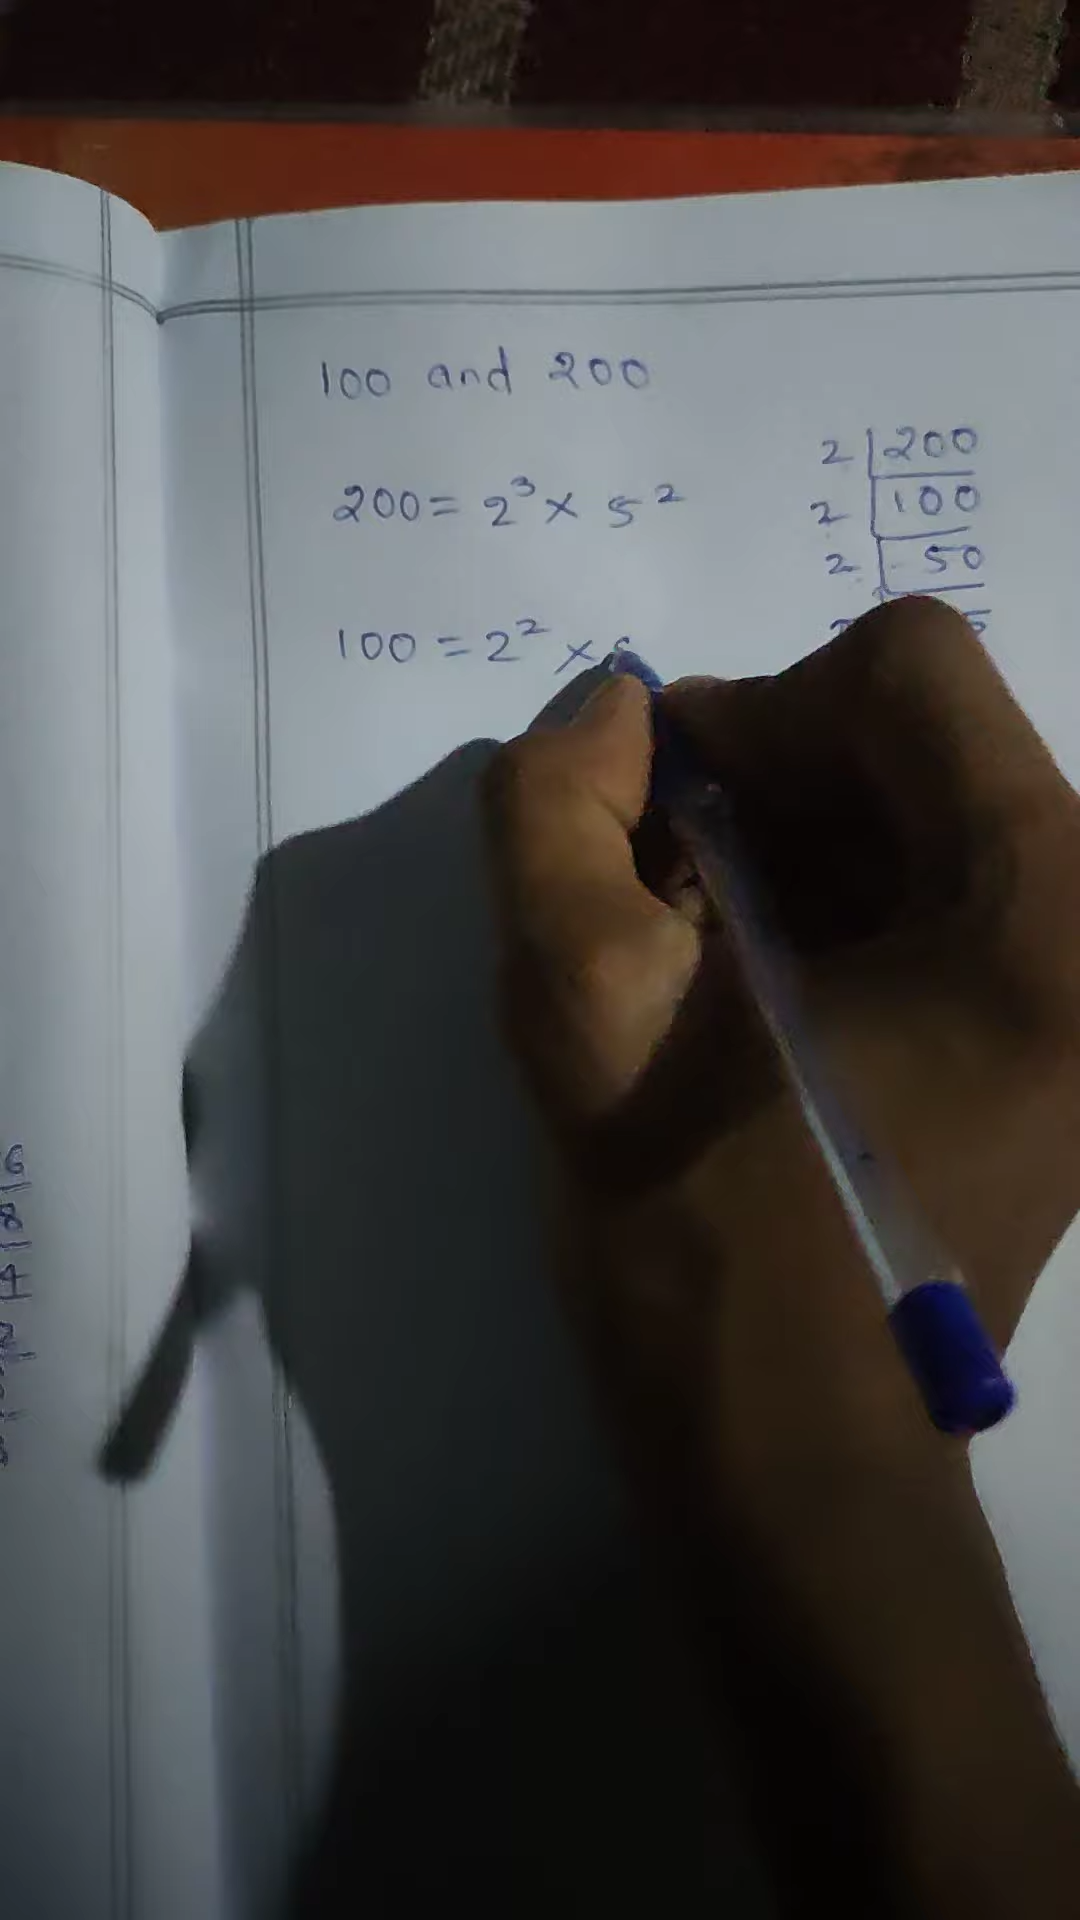 100 and 200
200 = 2³ × 5²
100 = 2² ×
2 | 200
2 | 100
2 | 50